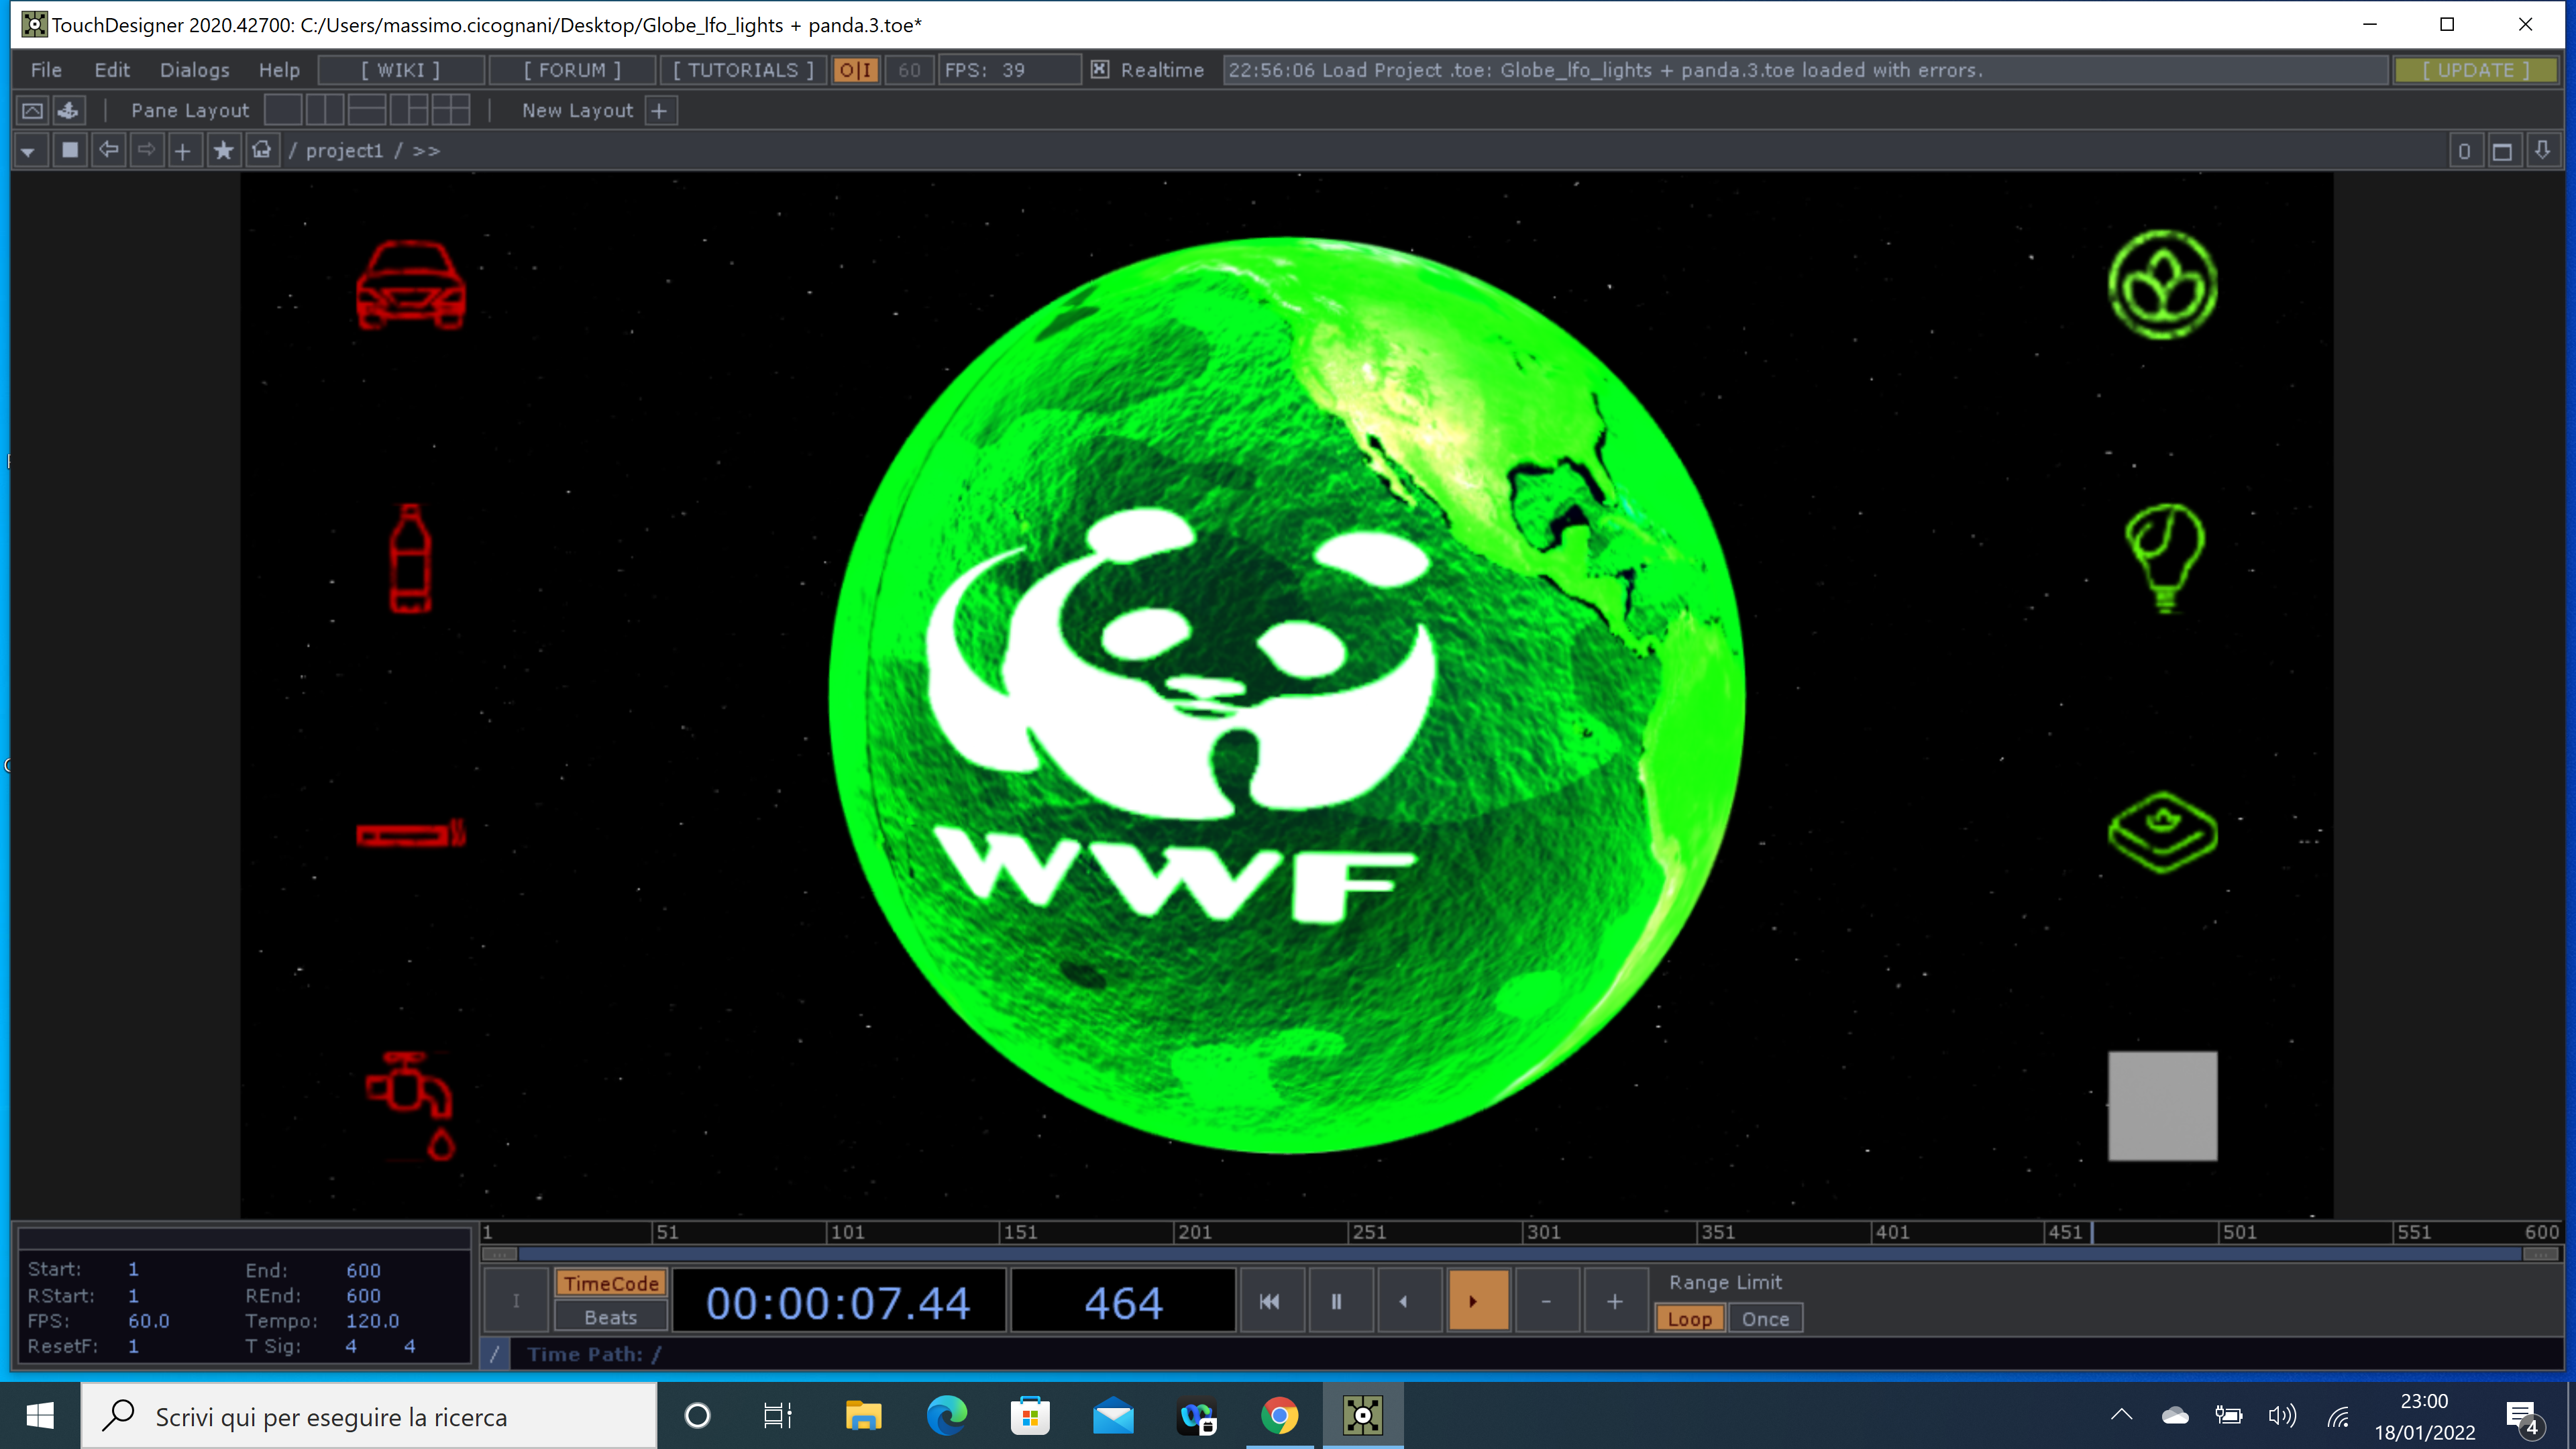 TouchDesigner 2020.42700: C:/Users/massimo.cicognani/Desktop/Globe_lfo_lights + panda.3.toe*
File Edit Dialogs Help [ WIKI ] [ FORUM ] [ TUTORIALS ] O|I 60 FPS: 39 Realtime 22:56:06 Load Project .toe: Globe_lfo_lights + panda.3.toe loaded with errors. [ UPDATE ]
Pane Layout New Layout +
/ project1 / >> 0
WWF
1 51 101 151 201 251 301 351 401 451 501 551 600
Start: 1 End: 600
RStart: 1 REnd: 600
FPS: 60.0 Tempo: 120.0
ResetF: 1 T Sig: 4 4
I TimeCode Beats 00:00:07.44 464 - + Range Limit
Loop Once
/ Time Path: /
Scrivi qui per eseguire la ricerca
23:00
18/01/2022
4